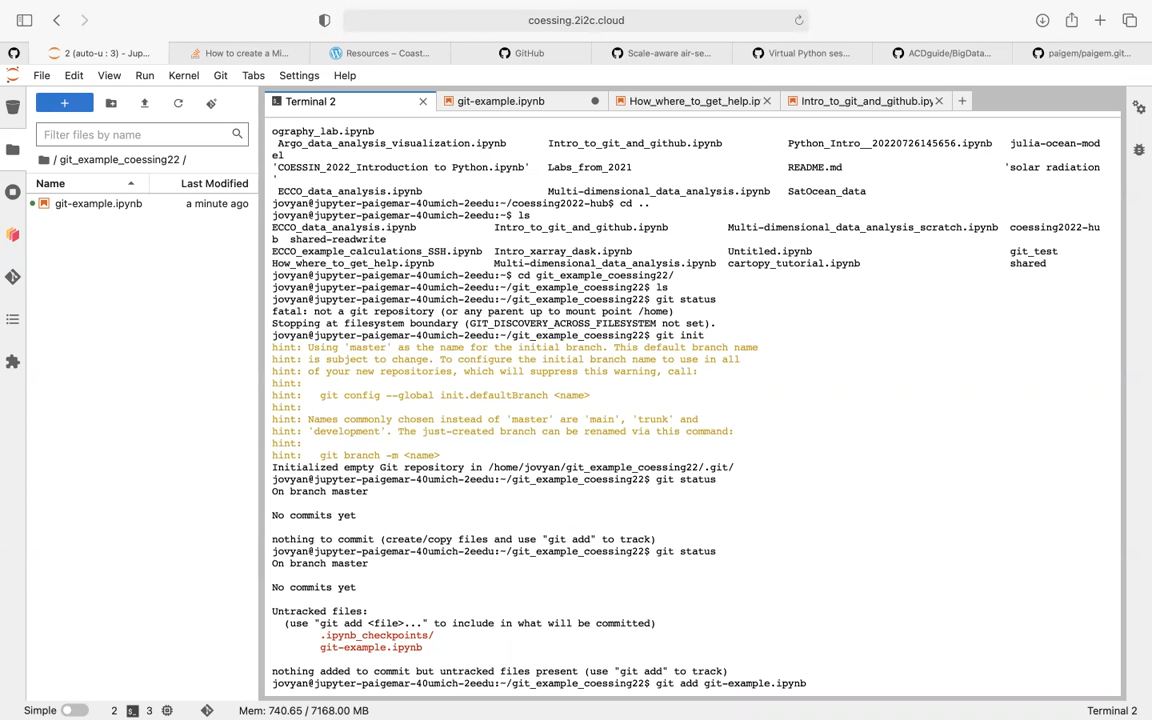 coessing.2i2c.cloud
2 (auto-u : 3) - Jup...
How to create a Mi...
Resources – Coast...
GitHub
Scale-aware air-se...
Virtual Python ses...
ACDguide/BigData...
paigem/paigem.git...
File Edit View Run Kernel Git Tabs Settings Help
Terminal 2
git-example.ipynb
How_where_to_get_help.ip
Intro_to_git_and_github.ipy
Filter files by name
/ git_example_coessing22 /
Name Last Modified
git-example.ipynb a minute ago
ography_lab.ipynb
Argo_data_analysis_visualization.ipynb Intro_to_git_and_github.ipynb Python_Intro__20220726145656.ipynb julia-ocean-mod
el
'COESSIN_2022_Introduction to Python.ipynb' Labs_from_2021 README.md 'solar radiation
'
ECCO_data_analysis.ipynb Multi-dimensional_data_analysis.ipynb SatOcean_data
jovyan@jupyter-paigemar-40umich-2eedu:~/coessing2022-hub$ cd ..
jovyan@jupyter-paigemar-40umich-2eedu:~$ ls
ECCO_data_analysis.ipynb Intro_to_git_and_github.ipynb Multi-dimensional_data_analysis_scratch.ipynb coessing2022-hu
b shared-readwrite
ECCO_example_calculations_SSH.ipynb Intro_xarray_dask.ipynb Untitled.ipynb git_test
How_where_to_get_help.ipynb Multi-dimensional_data_analysis.ipynb cartopy_tutorial.ipynb shared
jovyan@jupyter-paigemar-40umich-2eedu:~$ cd git_example_coessing22/
jovyan@jupyter-paigemar-40umich-2eedu:~/git_example_coessing22$ ls
jovyan@jupyter-paigemar-40umich-2eedu:~/git_example_coessing22$ git status
fatal: not a git repository (or any parent up to mount point /home)
Stopping at filesystem boundary (GIT_DISCOVERY_ACROSS_FILESYSTEM not set).
jovyan@jupyter-paigemar-40umich-2eedu:~/git_example_coessing22$ git init
hint: Using 'master' as the name for the initial branch. This default branch name
hint: is subject to change. To configure the initial branch name to use in all
hint: of your new repositories, which will suppress this warning, call:
hint:
hint: git config --global init.defaultBranch <name>
hint:
hint: Names commonly chosen instead of 'master' are 'main', 'trunk' and
hint: 'development'. The just-created branch can be renamed via this command:
hint:
hint: git branch -m <name>
Initialized empty Git repository in /home/jovyan/git_example_coessing22/.git/
jovyan@jupyter-paigemar-40umich-2eedu:~/git_example_coessing22$ git status
On branch master
No commits yet
nothing to commit (create/copy files and use "git add" to track)
jovyan@jupyter-paigemar-40umich-2eedu:~/git_example_coessing22$ git status
On branch master
No commits yet
Untracked files:
(use "git add <file>..." to include in what will be committed)
.ipynb_checkpoints/
git-example.ipynb
nothing added to commit but untracked files present (use "git add" to track)
jovyan@jupyter-paigemar-40umich-2eedu:~/git_example_coessing22$ git add git-example.ipynb
Simple 2 3 Mem: 740.65 / 7168.00 MB Terminal 2